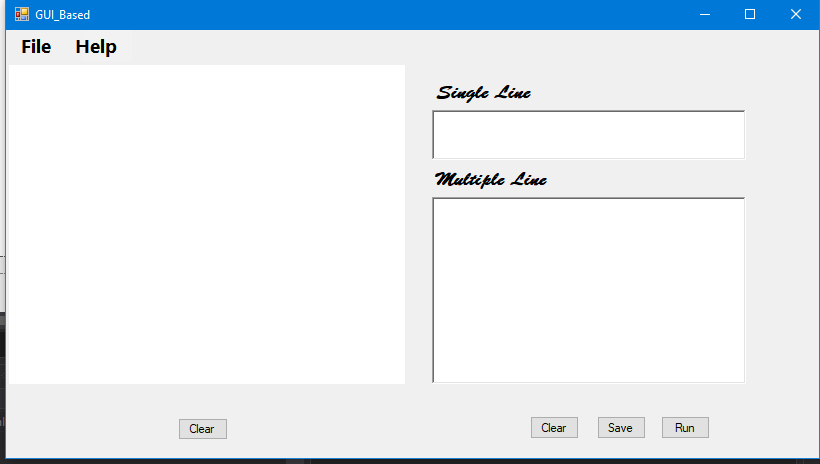 GUI_Based
File Help
Single Line
Multiple Line
Clear
Clear Save Run